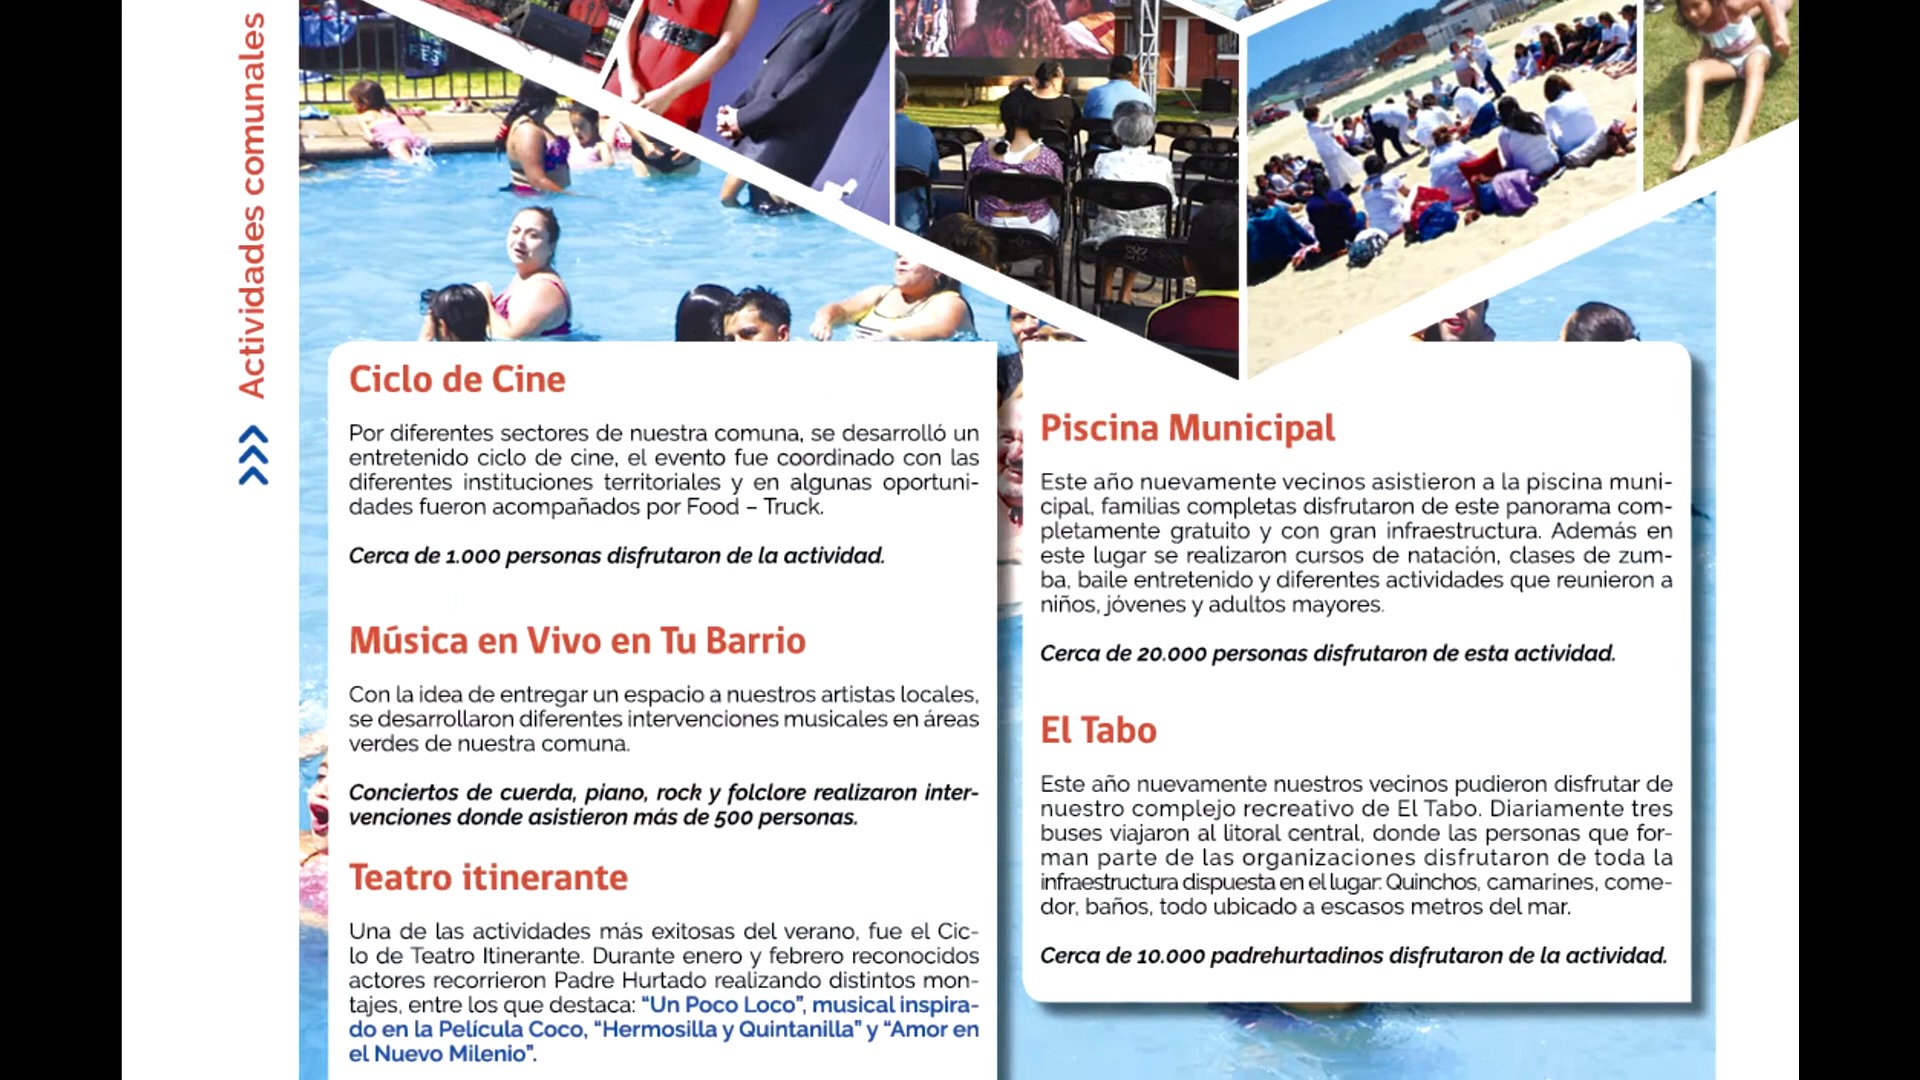 Actividades comunales
Ciclo de Cine
Por diferentes sectores de nuestra comuna, se desarrolló un
entretenido ciclo de cine, el evento fue coordinado con las
diferentes instituciones territoriales y en algunas oportuni-
dades fueron acompañados por Food – Truck.
Cerca de 1.000 personas disfrutaron de la actividad.
Música en Vivo en Tu Barrio
Con la idea de entregar un espacio a nuestros artistas locales,
se desarrollaron diferentes intervenciones musicales en áreas
verdes de nuestra comuna.
Conciertos de cuerda, piano, rock y folclore realizaron inter-
venciones donde asistieron más de 500 personas.
Teatro itinerante
Una de las actividades más exitosas del verano, fue el Cic-
lo de Teatro Itinerante. Durante enero y febrero reconocidos
actores recorrieron Padre Hurtado realizando distintos mon-
tajes, entre los que destaca: “Un Poco Loco”, musical inspira-
do en la Película Coco, “Hermosilla y Quintanilla” y “Amor en
el Nuevo Milenio”.
Piscina Municipal
Este año nuevamente vecinos asistieron a la piscina muni-
cipal, familias completas disfrutaron de este panorama com-
pletamente gratuito y con gran infraestructura. Además en
este lugar se realizaron cursos de natación, clases de zum-
ba, baile entretenido y diferentes actividades que reunieron a
niños, jóvenes y adultos mayores.
Cerca de 20.000 personas disfrutaron de esta actividad.
El Tabo
Este año nuevamente nuestros vecinos pudieron disfrutar de
nuestro complejo recreativo de El Tabo. Diariamente tres
buses viajaron al litoral central, donde las personas que for-
man parte de las organizaciones disfrutaron de toda la
infraestructura dispuesta en el lugar: Quinchos, camarines, come-
dor, baños, todo ubicado a escasos metros del mar.
Cerca de 10.000 padrehurtadinos disfrutaron de la actividad.